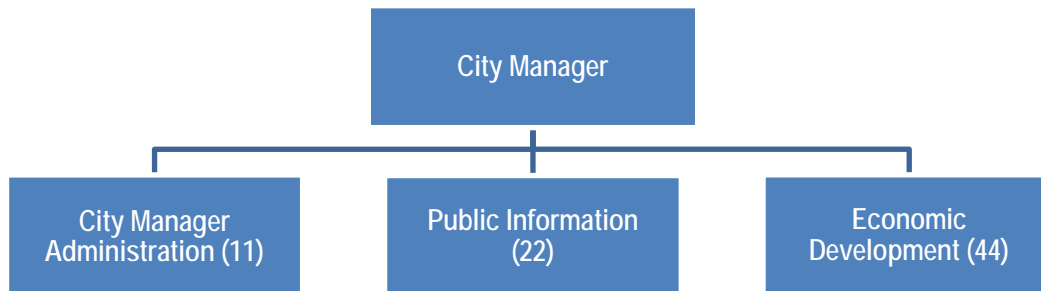 City Manager
City Manager
Administration (11)
Public Information
(22)
Economic
Development (44)